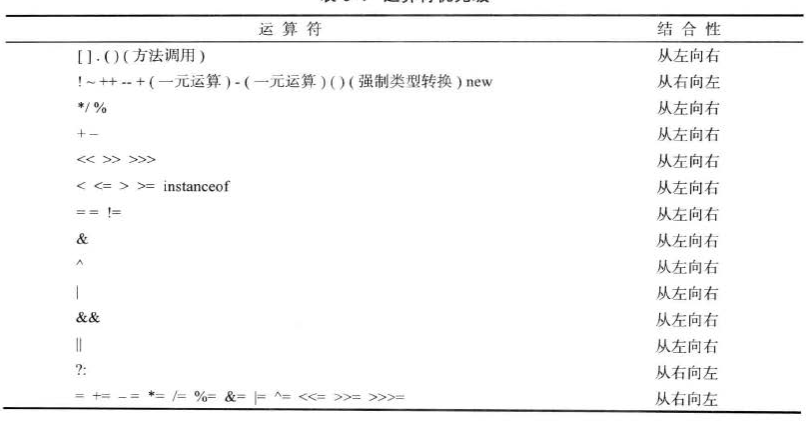 运算符 结合性
[ ] . ( ) ( 方法调用 ) 从左向右
! ~ ++ -- + ( 一元运算 ) - ( 一元运算 ) ( ) ( 强制类型转换 ) new 从右向左
* / % 从左向右
+ – 从左向右
<< >> >>> 从左向右
< <= > >= instanceof 从左向右
== != 从左向右
& 从左向右
^ 从左向右
| 从左向右
&& 从左向右
|| 从左向右
?: 从右向左
= += –= *= /= %= &= |= ^= <<= >>= >>>= 从右向左